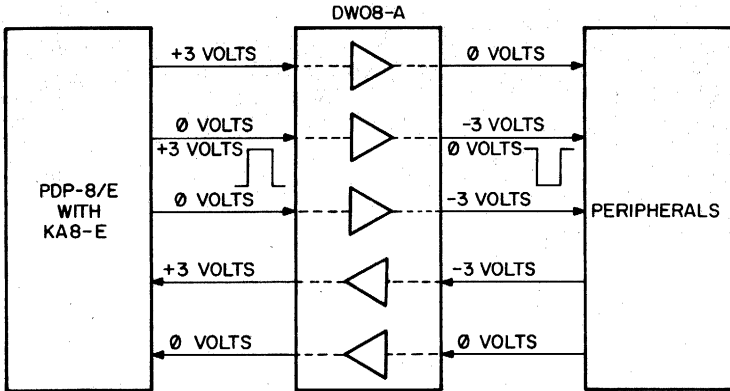 DW08-A
+3 VOLTS
0 VOLTS
0 VOLTS
-3 VOLTS
+3 VOLTS
0 VOLTS
PDP-8/E
WITH
KA8-E
0 VOLTS
-3 VOLTS
PERIPHERALS
+3 VOLTS
-3 VOLTS
0 VOLTS
0 VOLTS